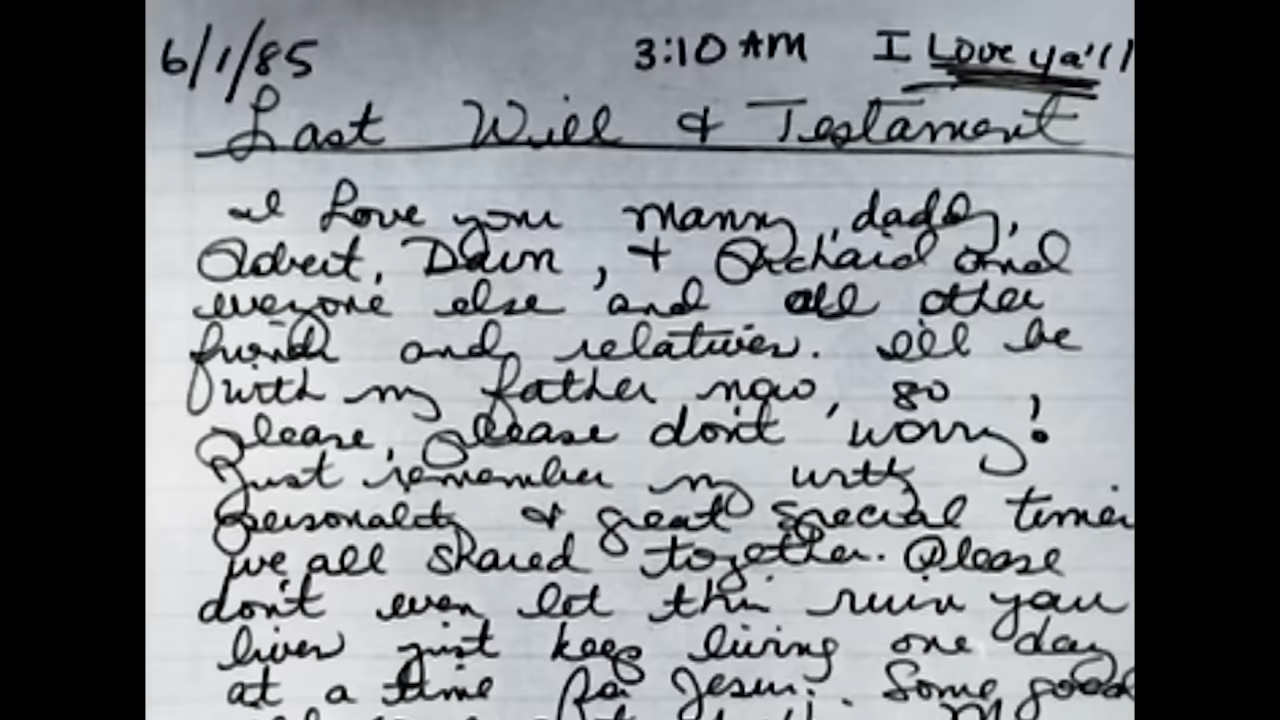 6/1/85 3:10 AM I Love ya'll
Last Will & Testament
I Love you mamy, daddy,
Robert, Dawn, + Richard and
everyone else and all other
friends and relatives. I'll be
with my father now, so
please, please don't worry!
Just remember my witty
personality & great special times
we all shared together. Please
don't even let this ruin your
lives just keep living one day
at a time for Jesus. Some good